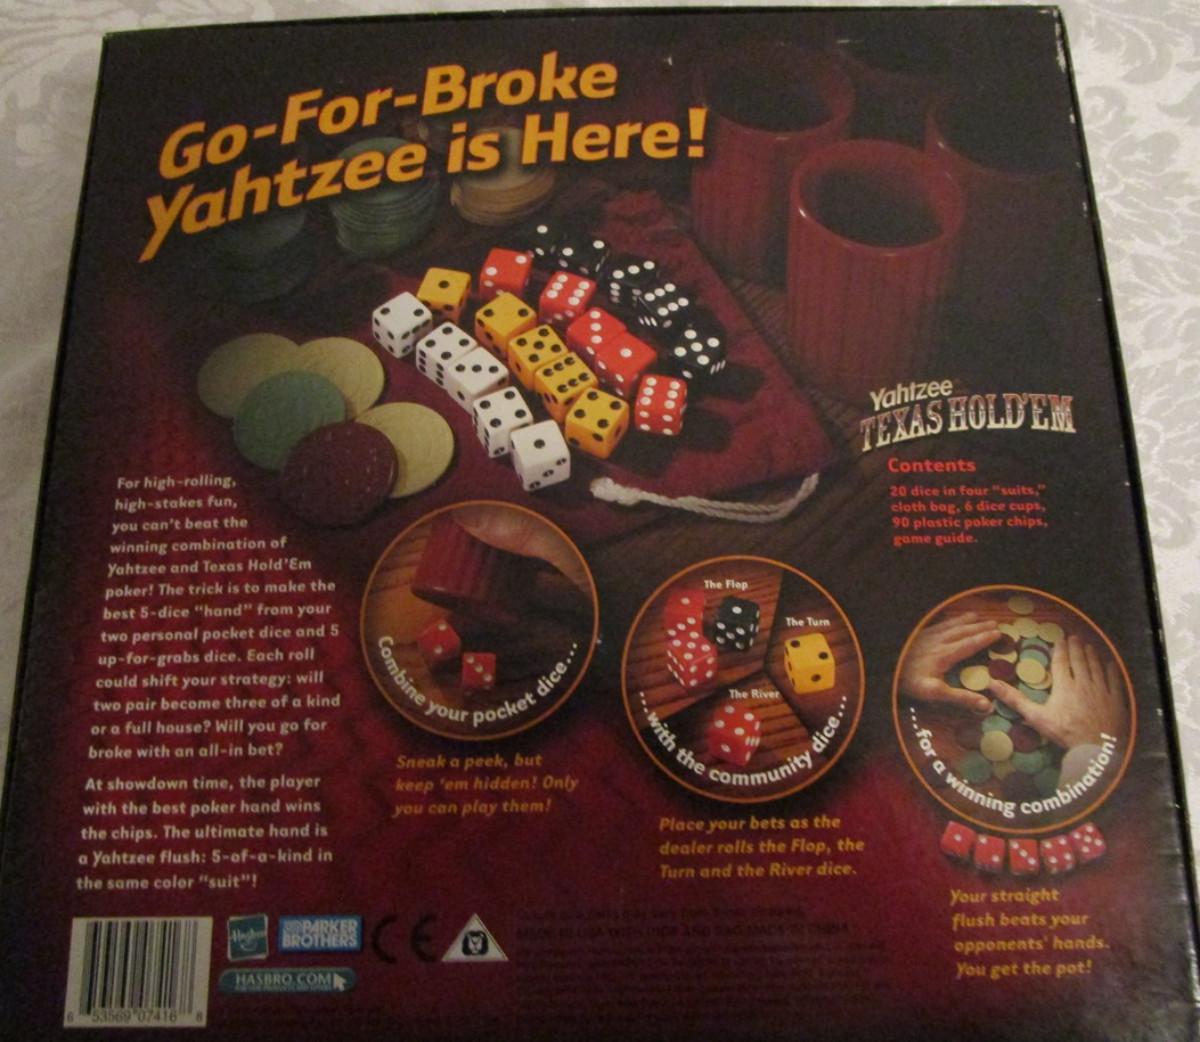 Go-For-Broke
Yahtzee is Here!
Yahtzee
TEXAS HOLD'EM
Contents
20 dice in four "suits,"
cloth bag, 6 dice cups,
90 plastic poker chips,
game guide.
For high-rolling,
high-stakes fun,
you can't beat the
winning combination of
Yahtzee and Texas Hold'Em
poker! The trick is to make the
best 5-dice "hand" from your
two personal pocket dice and 5
up-for-grabs dice. Each roll
could shift your strategy: will
two pair become three of a kind
or a full house? Will you go for
broke with an all-in bet?
At showdown time, the player
with the best poker hand wins
the chips. The ultimate hand is
a Yahtzee flush: 5-of-a-kind in
the same color "suit"!
Combine your pocket dice...
Sneak a peek, but
keep 'em hidden! Only
you can play them!
The Flop
The Turn
The River
...with the community dice...
Place your bets as the
dealer rolls the Flop, the
Turn and the River dice.
...for a winning combination!
Your straight
flush beats your
opponents' hands.
You get the pot!
Hasbro
PARKER
BROTHERS
CE
HASBRO.COM
6 53569 07416 8